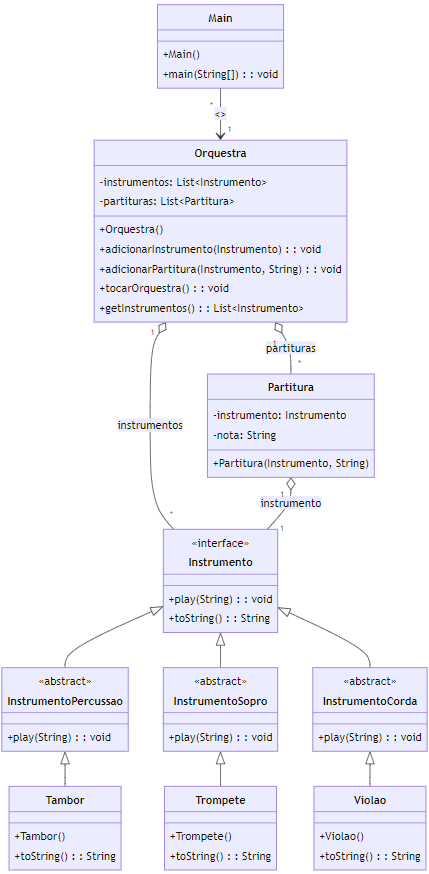 Main
+Main()
+main(String[]) : : void
*
<>
1
Orquestra
-instrumentos: List<Instrumento>
-partituras: List<Partitura>
+Orquestra()
+adicionarInstrumento(Instrumento) : : void
+adicionarPartitura(Instrumento, String) : : void
+tocarOrquestra() : : void
+getInstrumentos() : : List<Instrumento>
1
1
partituras
*
Partitura
-instrumento: Instrumento
-nota: String
+Partitura(Instrumento, String)
instrumentos
1
instrumento
*
1
«interface»
Instrumento
+play(String) : : void
+toString() : : String
«abstract»
InstrumentoPercussao
+play(String) : : void
«abstract»
InstrumentoSopro
+play(String) : : void
«abstract»
InstrumentoCorda
+play(String) : : void
Tambor
+Tambor()
+toString() : : String
Trompete
+Trompete()
+toString() : : String
Violao
+Violao()
+toString() : : String